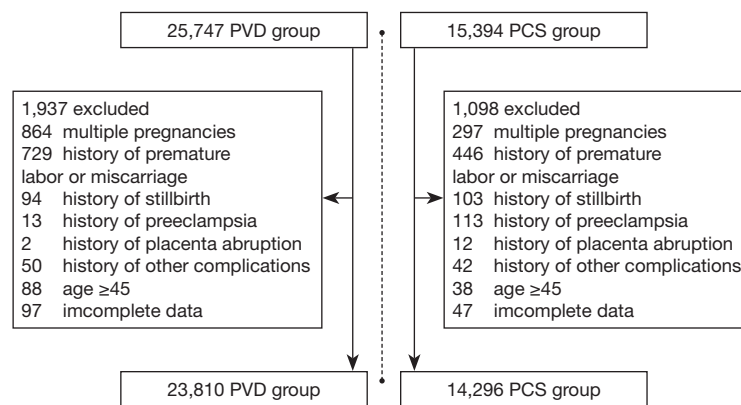 25,747 PVD group
15,394 PCS group
1,937 excluded
864 multiple pregnancies
729 history of premature
labor or miscarriage
94 history of stillbirth
13 history of preeclampsia
2 history of placenta abruption
50 history of other complications
88 age ≥45
97 imcomplete data
1,098 excluded
297 multiple pregnancies
446 history of premature
labor or miscarriage
103 history of stillbirth
113 history of preeclampsia
12 history of placenta abruption
42 history of other complications
38 age ≥45
47 imcomplete data
23,810 PVD group
14,296 PCS group